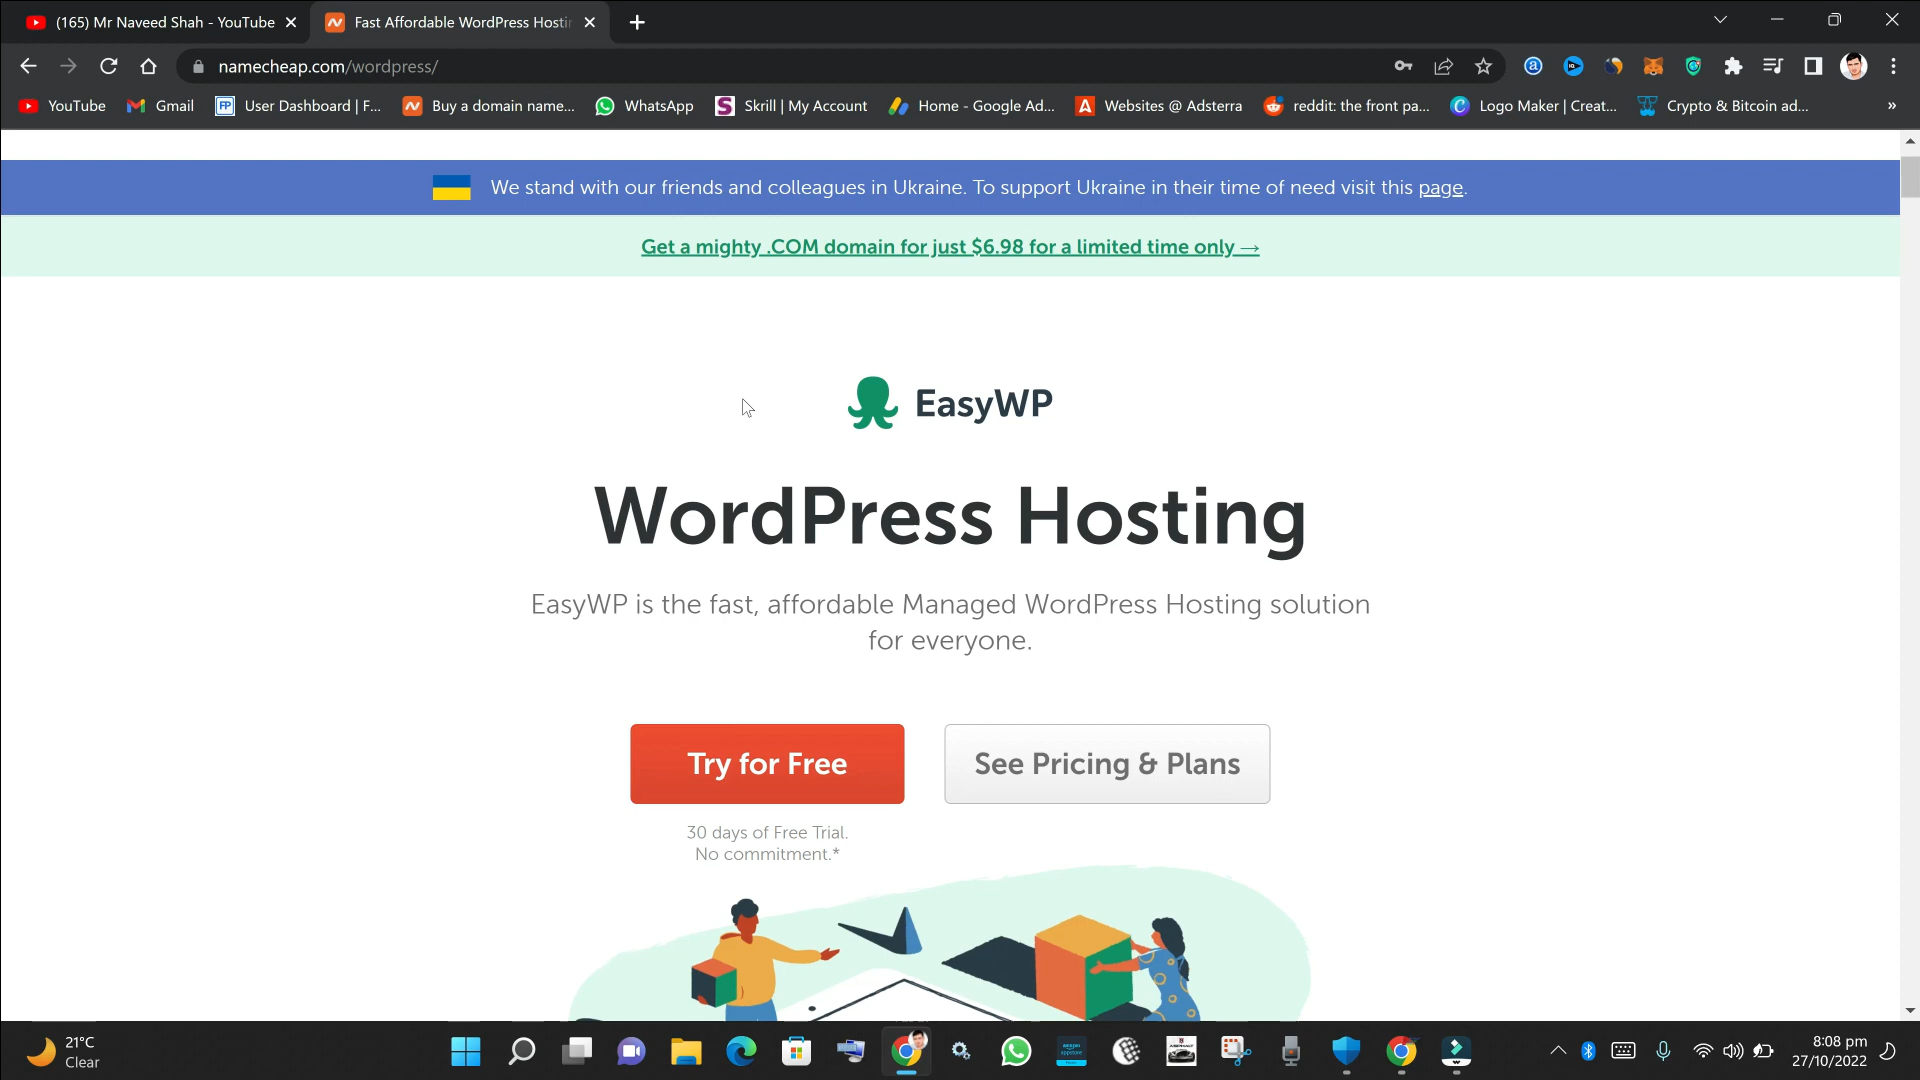 (165) Mr Naveed Shah - YouTube
Fast Affordable WordPress Hosti
namecheap.com/wordpress/
YouTube
Gmail
User Dashboard | F...
Buy a domain name...
WhatsApp
Skrill | My Account
Home - Google Ad...
Websites @ Adsterra
reddit: the front pa...
Logo Maker | Creat...
Crypto & Bitcoin ad...
»
We stand with our friends and colleagues in Ukraine. To support Ukraine in their time of need visit this page.
Get a mighty .COM domain for just $6.98 for a limited time only →
EasyWP
WordPress Hosting
EasyWP is the fast, affordable Managed WordPress Hosting solution
for everyone.
Try for Free
See Pricing & Plans
30 days of Free Trial.
No commitment.*
21°C
Clear
8:08 pm
27/10/2022